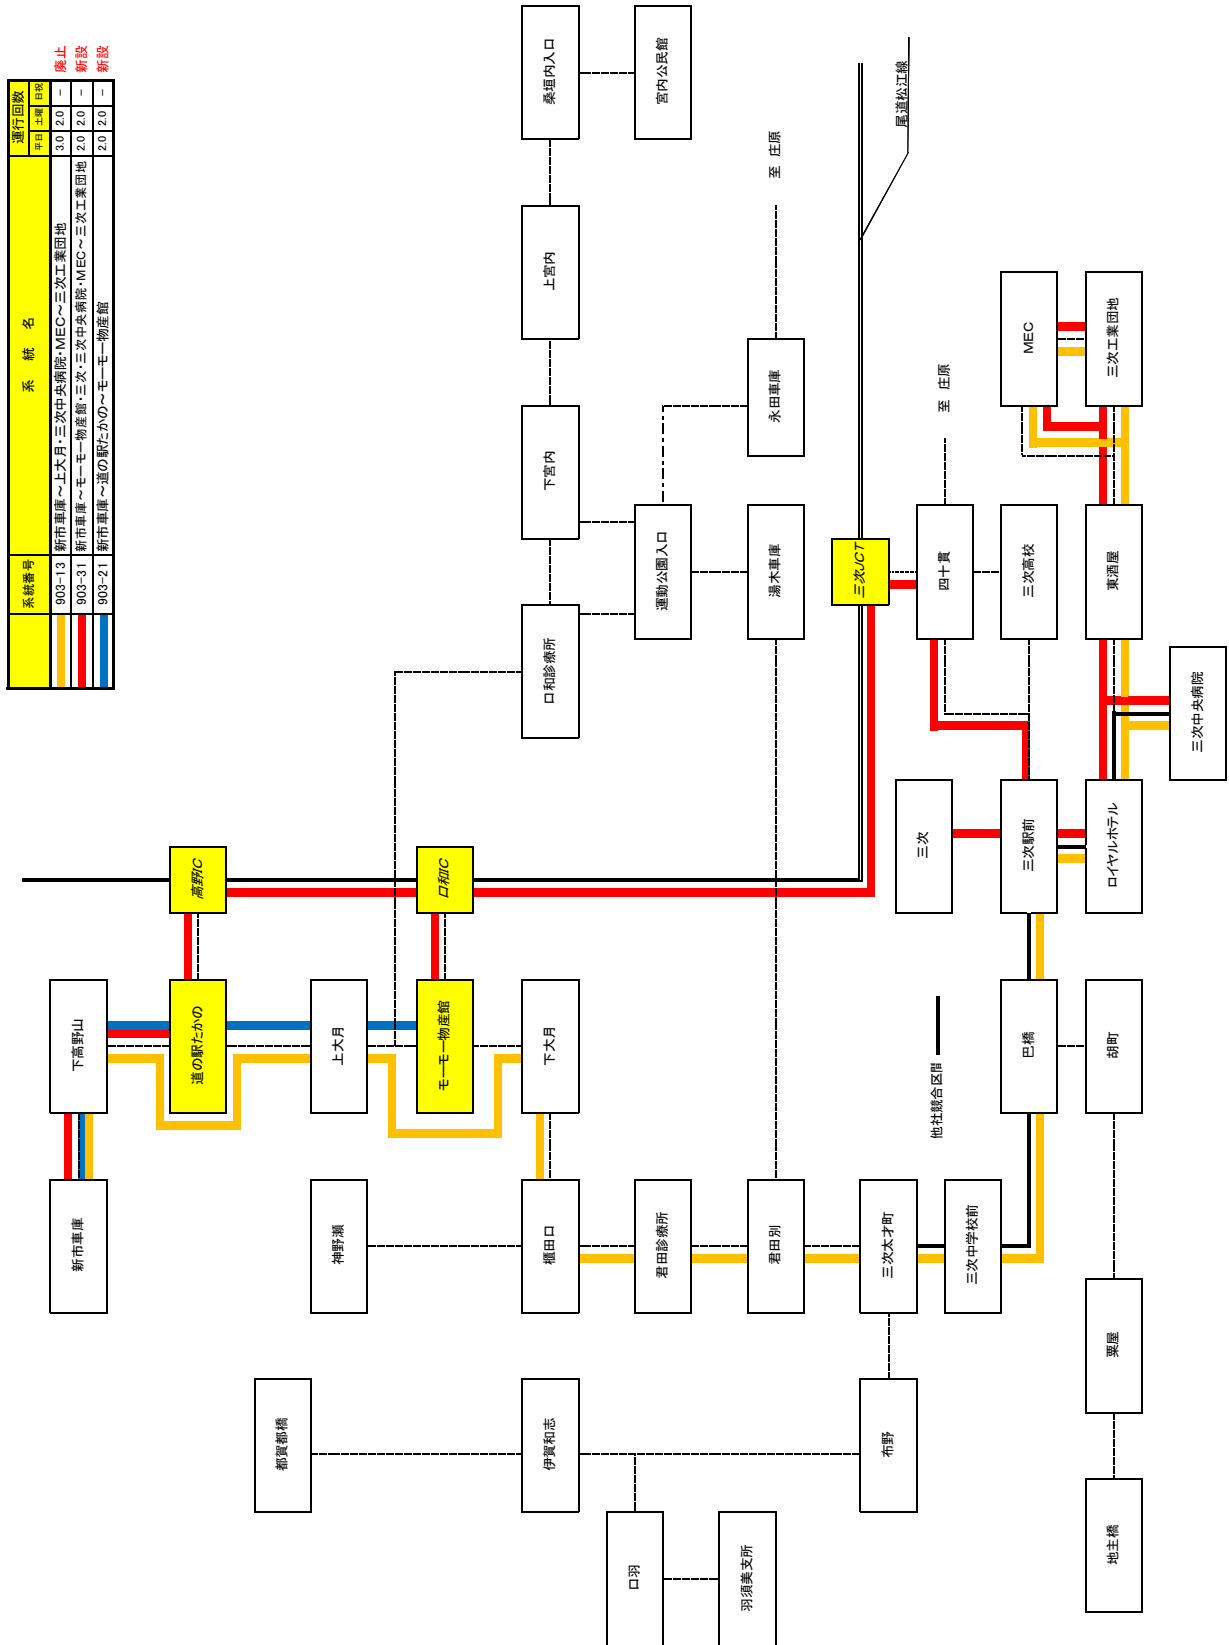 系統番号 系統名 運行回数
平日 土曜 日祝
903-13 新市車庫～上大月・三次中央病院・MEC～三次工業団地 3.0 2.0 － 廃止
903-31 新市車庫～モーモー物産館・三次・三次中央病院・MEC～三次工業団地 2.0 2.0 － 新設
903-21 新市車庫～道の駅たかの～モーモー物産館 2.0 2.0 － 新設
桑垣内入口
宮内公民館
上宮内
下宮内
口和診療所
運動公園入口
永田車庫
至 庄原
湯木車庫
尾道松江線
三次JCT
四十貫
至 庄原
三次高校
MEC
三次工業団地
東酒屋
三次中央病院
高野IC
口和IC
三次
三次駅前
ロイヤルホテル
下高野山
道の駅たかの
上大月
モーモー物産館
下大月
他社競合区間
巴橋
胡町
新市車庫
神野瀬
櫃田口
君田診療所
君田別
三次太才町
三次中学校前
粟屋
都賀都橋
伊賀和志
布野
口羽
羽須美支所
地主橋